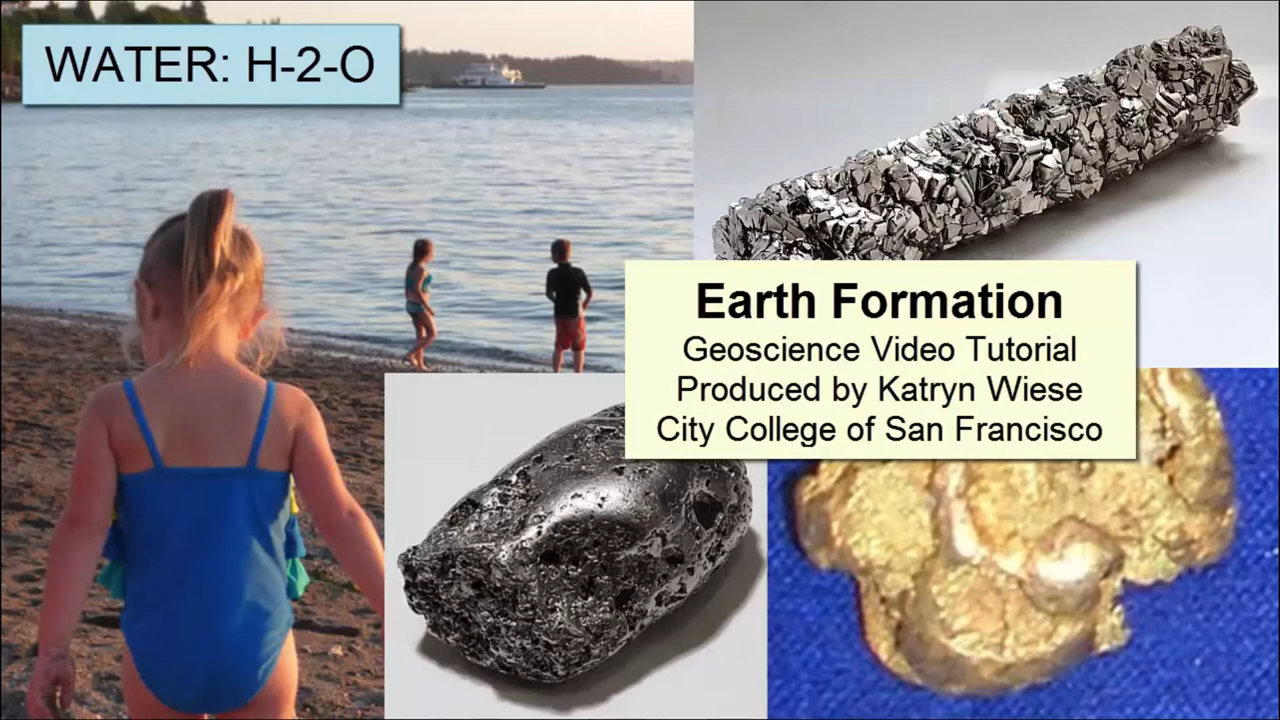 WATER: H-2-O
Earth Formation
Geoscience Video Tutorial
Produced by Katryn Wiese
City College of San Francisco